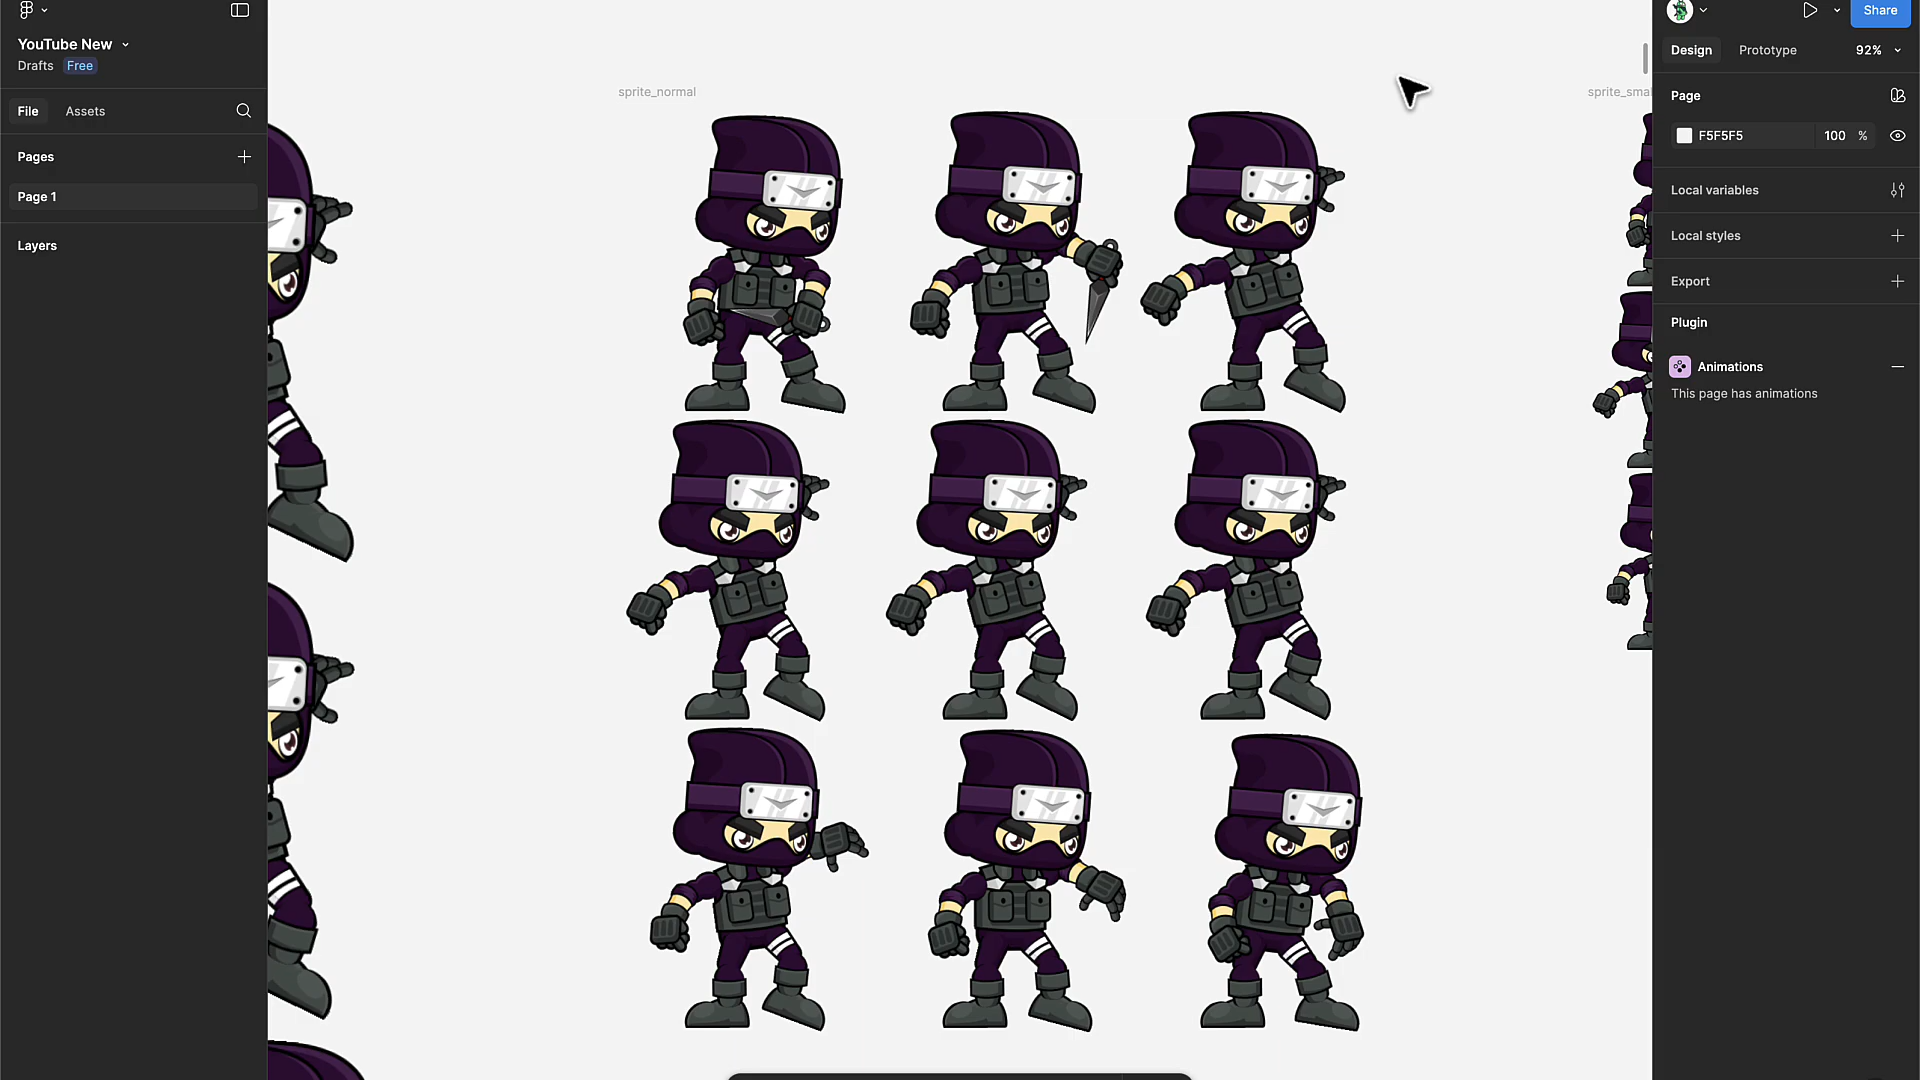 YouTube New
Drafts Free
File Assets
Pages
Page 1
Layers
sprite_normal
sprite_smal
Share
Design Prototype 92%
Page
F5F5F5 100 %
Local variables
Local styles
Export
Plugin
Animations
This page has animations